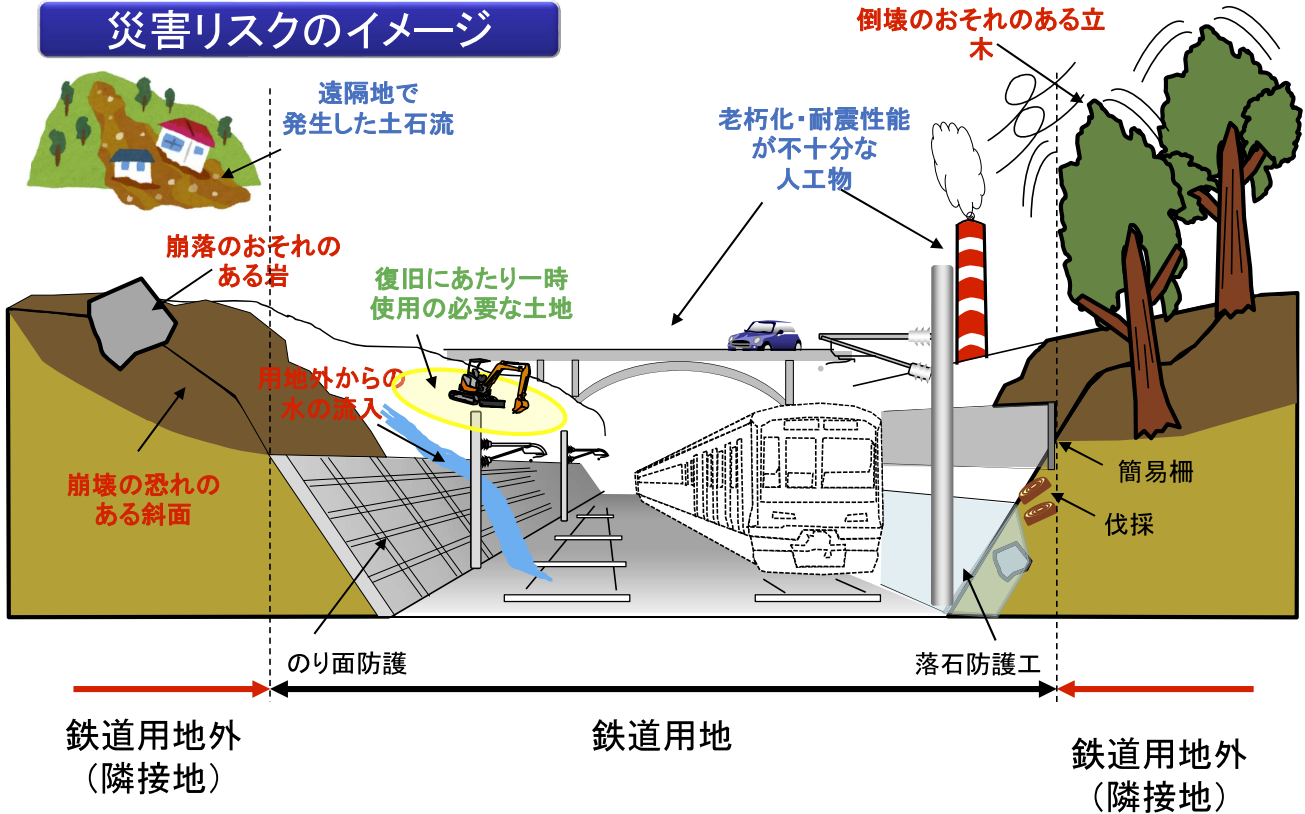 災害リスクのイメージ
倒壊のおそれのある立
木
遠隔地で
発生した土石流
老朽化・耐震性能
が不十分な
人工物
崩落のおそれの
ある岩
復旧にあたり一時
使用の必要な土地
用地外からの
水の流入
崩壊の恐れの
ある斜面
簡易柵
伐採
のり面防護
落石防護工
鉄道用地外
（隣接地）
鉄道用地
鉄道用地外
（隣接地）